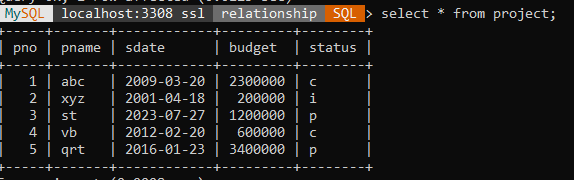 MySQL localhost:3308 ssl relationship SQL > select * from project;
+-----+-------+------------+---------+--------+
| pno | pname | sdate      | budget  | status |
+-----+-------+------------+---------+--------+
|   1 | abc   | 2009-03-20 | 2300000 | c      |
|   2 | xyz   | 2001-04-18 |  200000 | i      |
|   3 | st    | 2023-07-27 | 1200000 | p      |
|   4 | vb    | 2012-02-20 |  600000 | c      |
|   5 | qrt   | 2016-01-23 | 3400000 | p      |
+-----+-------+------------+---------+--------+